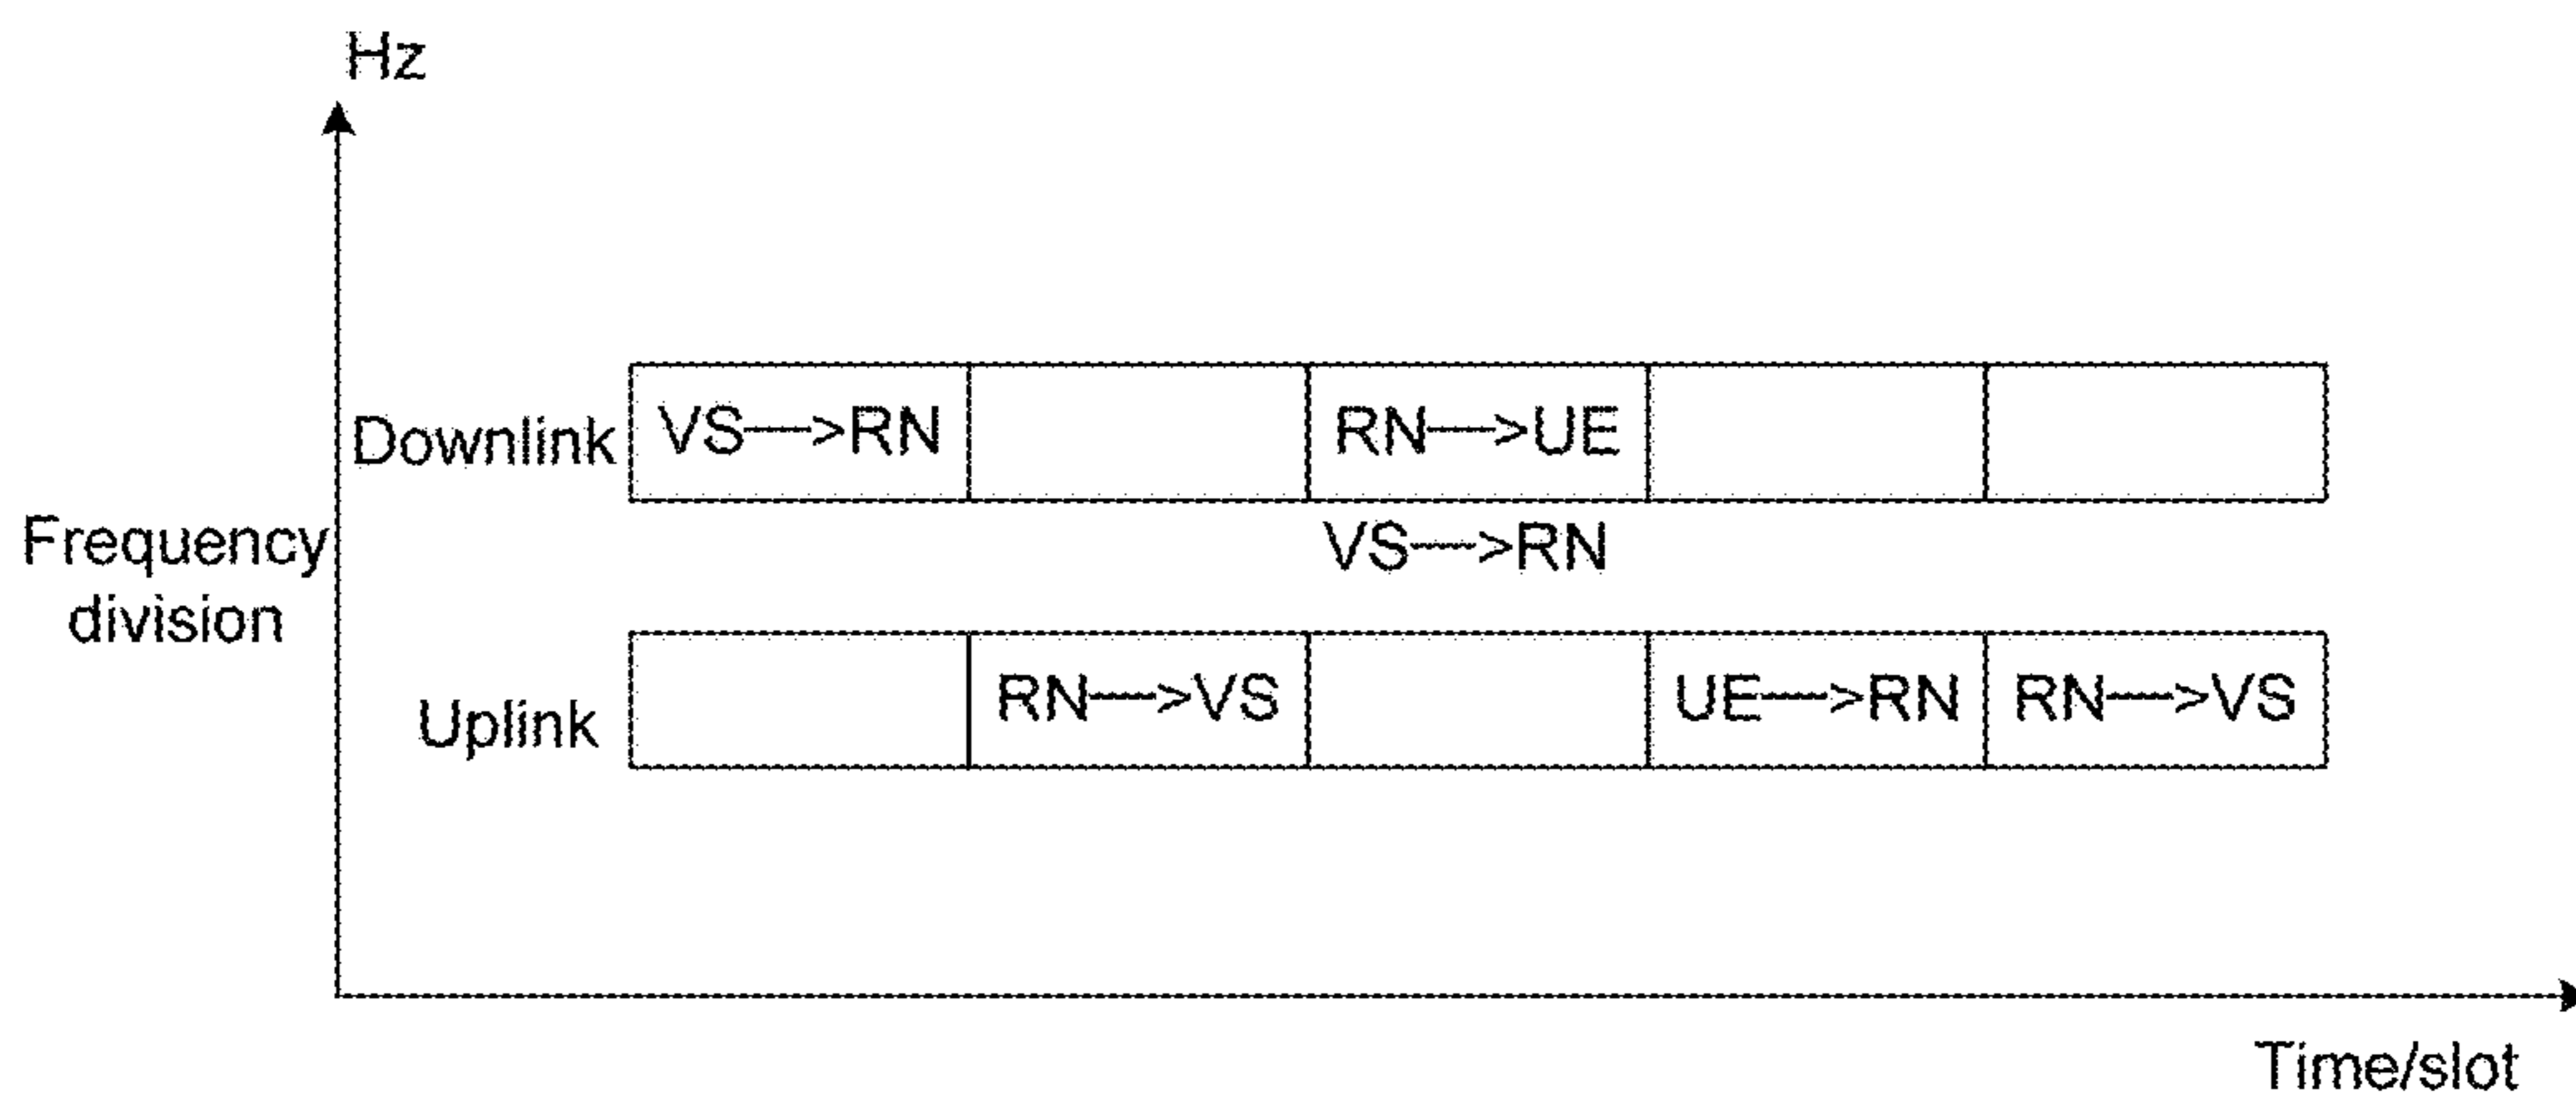 Hz
Downlink
VS—>RN
RN—>UE
VS—>RN
Frequency
division
Uplink
RN—>VS
UE—>RN
RN—>VS
Time/slot